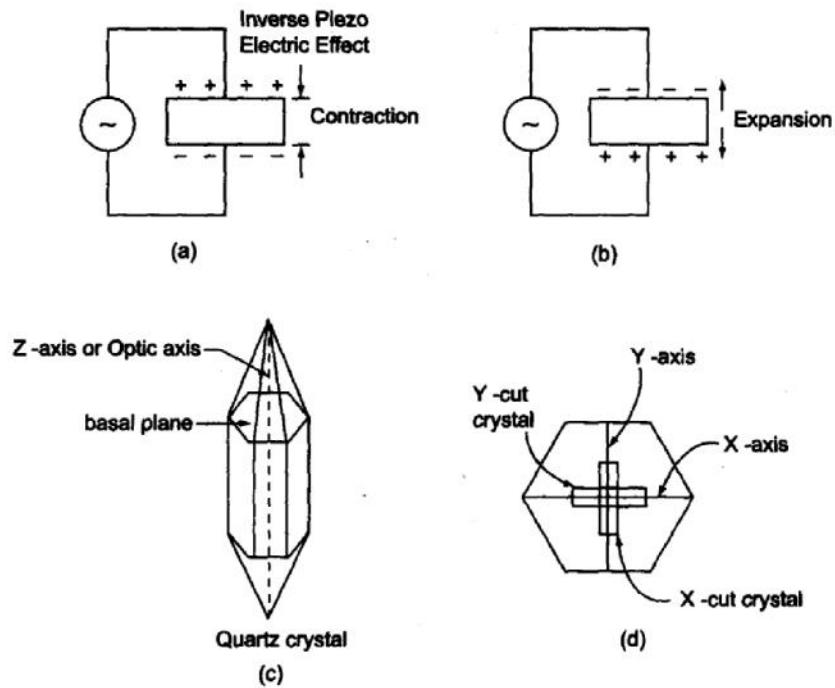 Inverse Piezo
Electric Effect
+ + + +
~
Contraction
– – – –
(a)
– – – –
~
Expansion
+ + + +
(b)
Z -axis or Optic axis
basal plane
Quartz crystal
(c)
Y -axis
Y -cut
crystal
X -axis
X -cut crystal
(d)